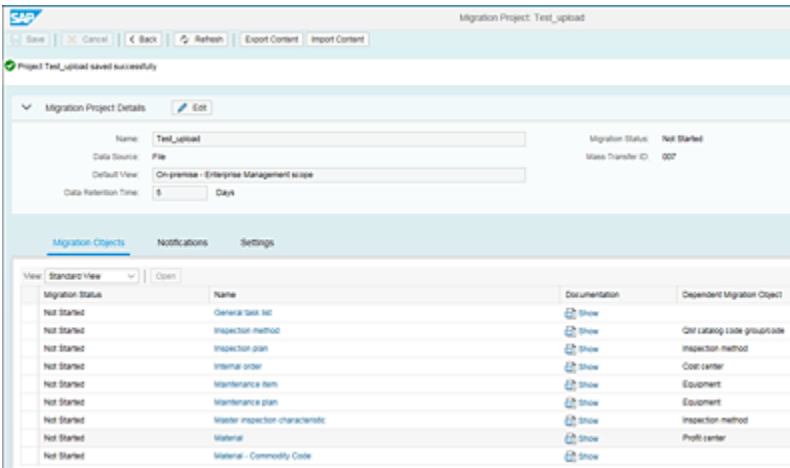 SAP
Migration Project: Test_upload
Save Cancel Back Refresh Export Content Import Content
Project Test_upload saved successfully
Migration Project Details Edit
Name: Test_upload Migration Status: Not Started
Data Source: File Mass Transfer ID: 007
Default View: On-premise - Enterprise Management scope
Data Retention Time: 5 Days
Migration Objects Notifications Settings
View: Standard View Open
Migration Status Name Documentation Dependent Migration Object
Not Started General task list Show
Not Started Inspection method Show QM catalog code group/code
Not Started Inspection plan Show Inspection method
Not Started Internal order Show Cost center
Not Started Maintenance item Show Equipment
Not Started Maintenance plan Show Equipment
Not Started Master inspection characteristic Show Inspection method
Not Started Material Show Profit center
Not Started Material - Commodity Code Show